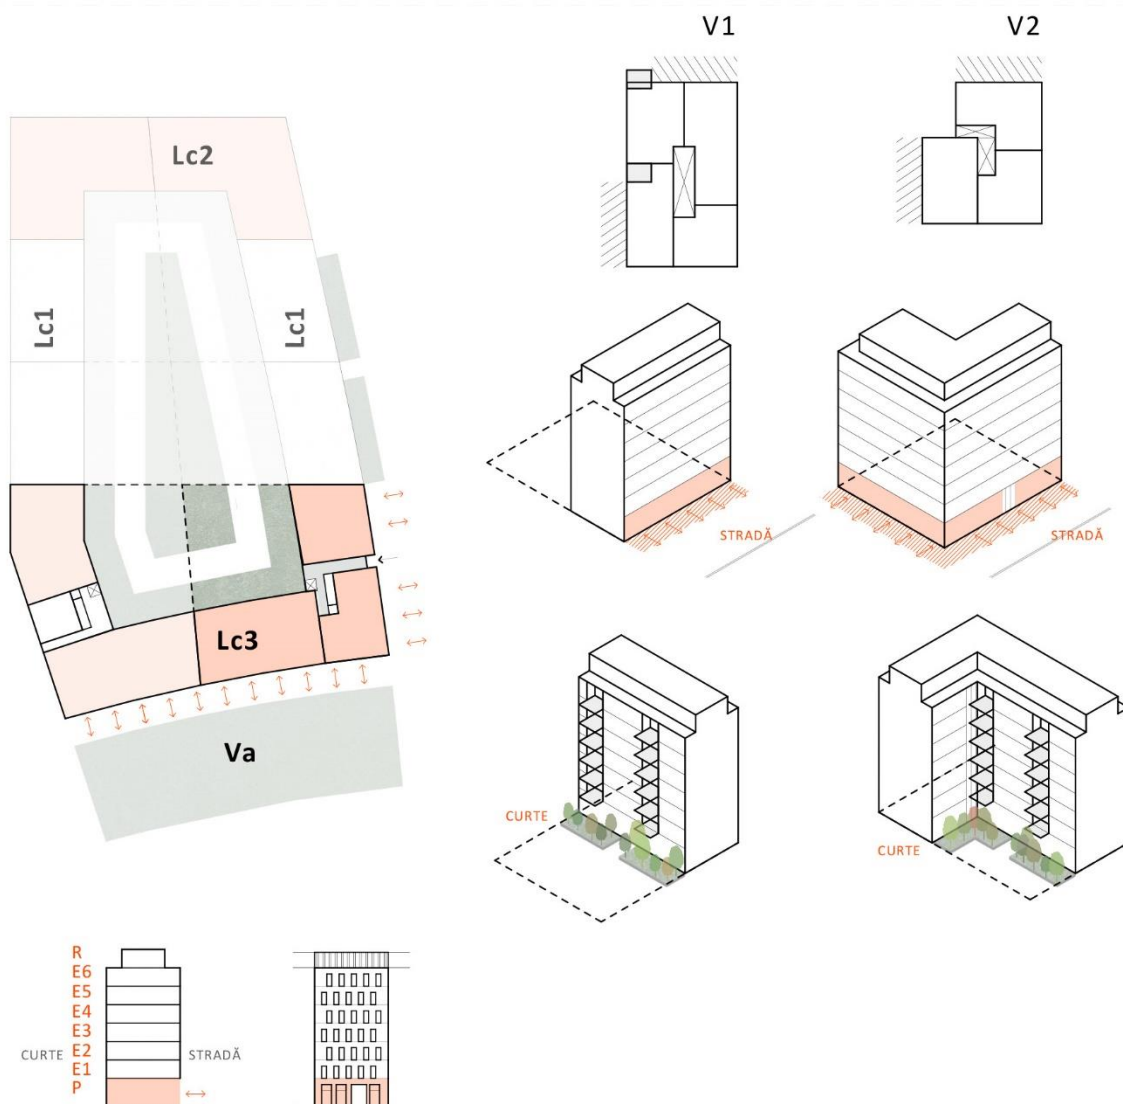 V1
V2
Lc2
Lc1
Lc1
Lc3
Va
STRADĂ
STRADĂ
CURTE
CURTE
R
E6
E5
E4
E3
E2
E1
P
CURTE
STRADĂ